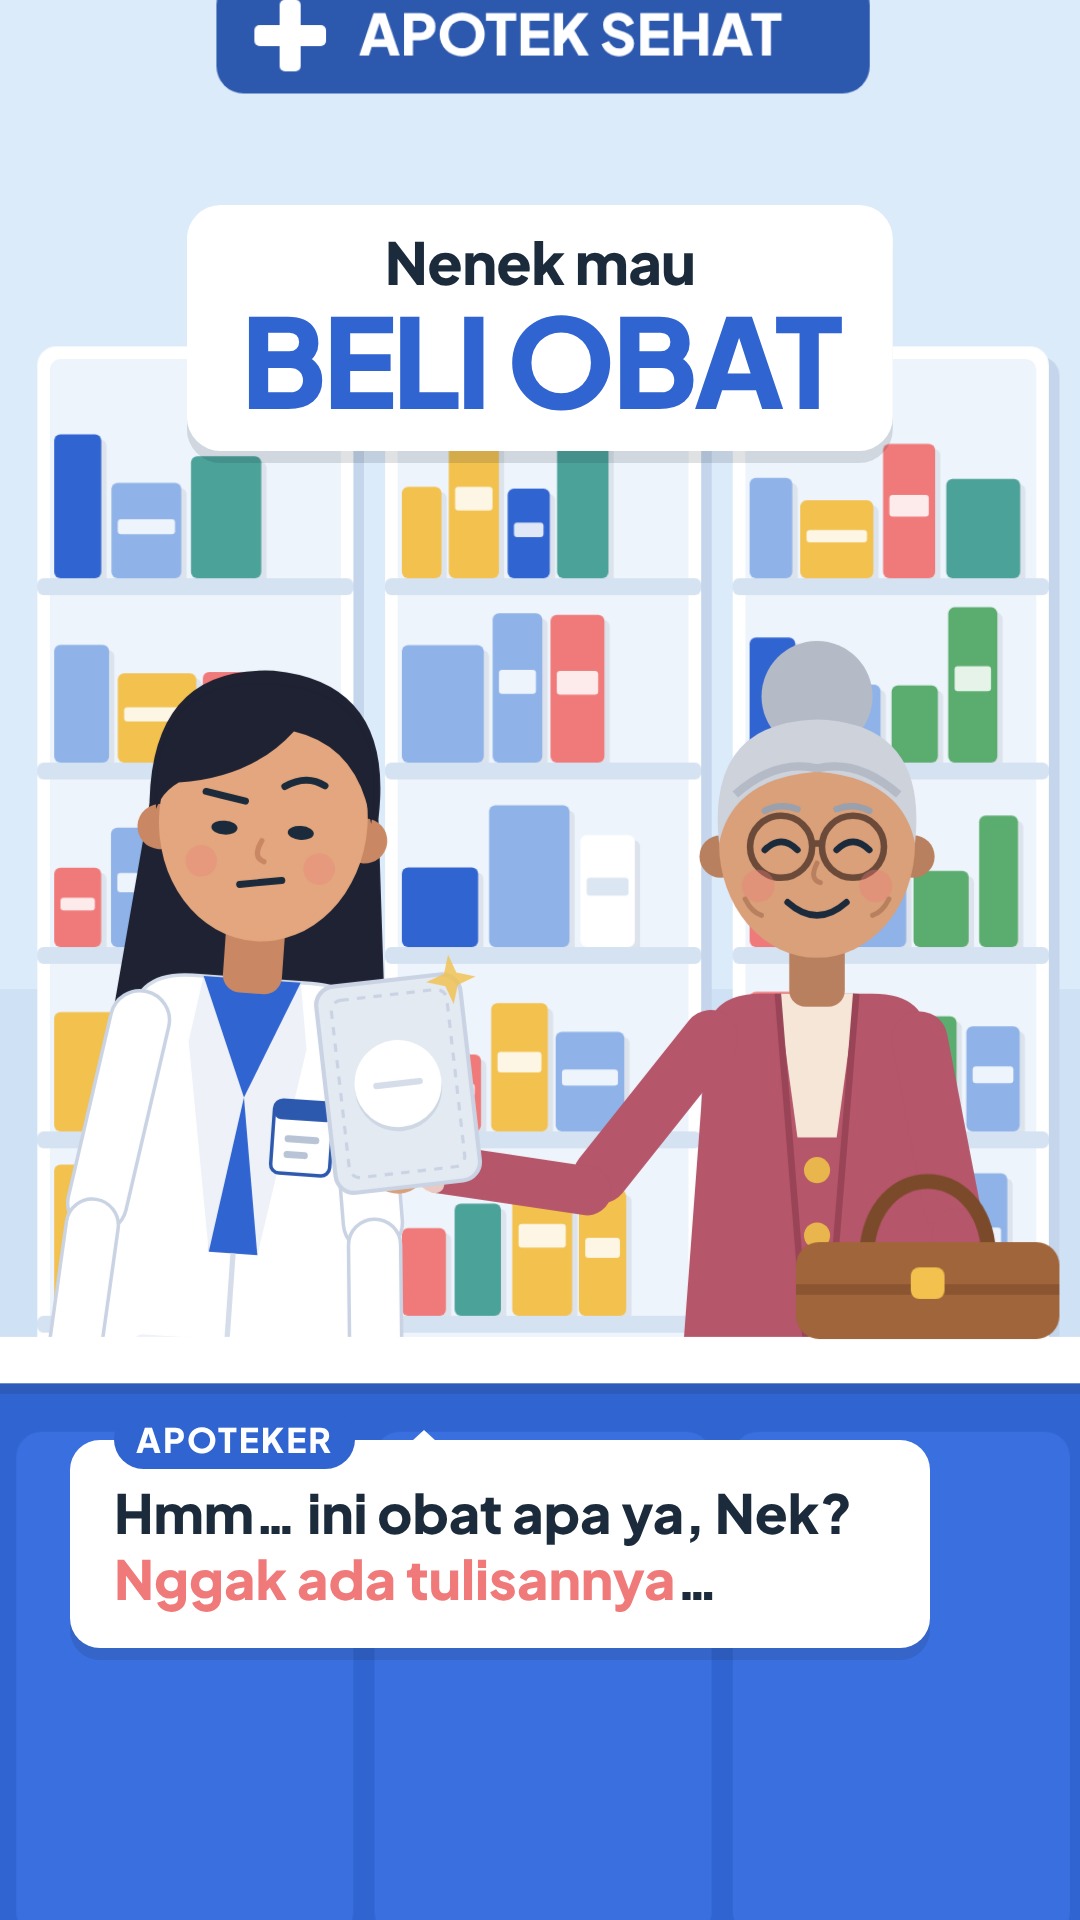 APOTEK SEHAT
Nenek mau
BELI OBAT
APOTEKER
Hmm... ini obat apa ya, Nek?
Nggak ada tulisannya...